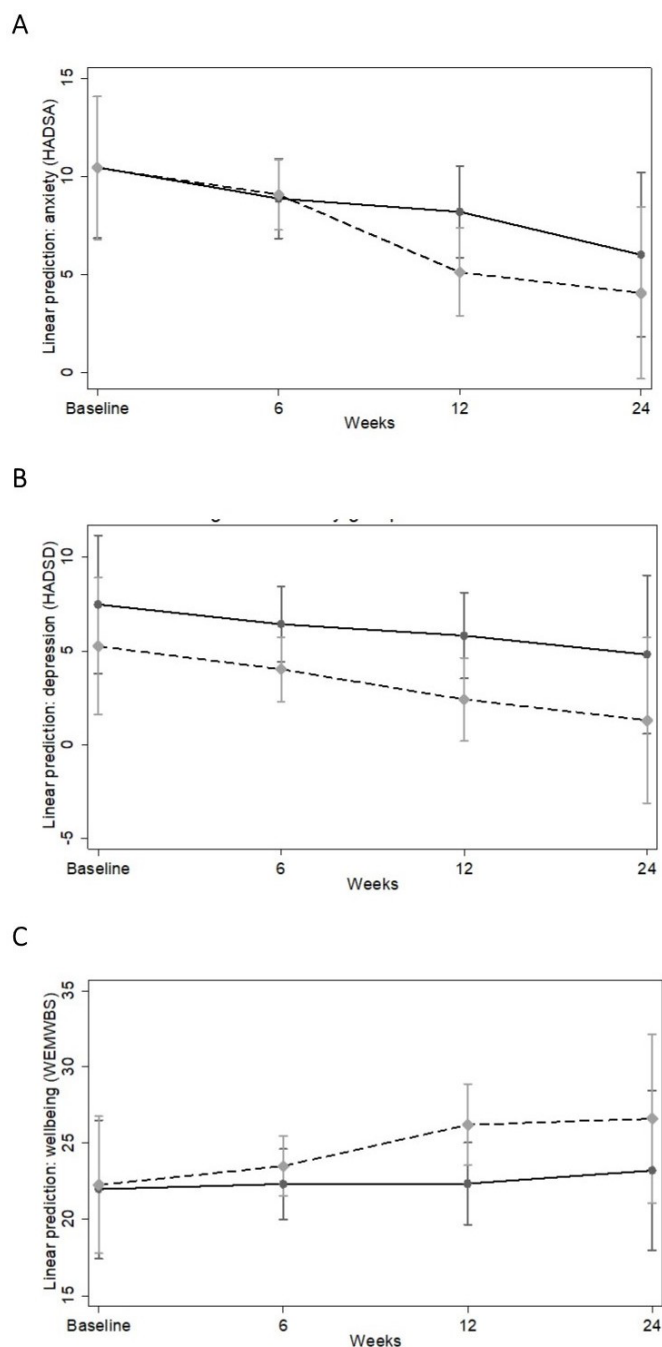 A
Linear prediction: anxiety (HADSA)
15
10
5
0
Baseline
6
12
24
Weeks
B
Linear prediction: depression (HADSD)
10
5
0
-5
Baseline
6
12
24
Weeks
C
Linear prediction: wellbeing (WEMWBS)
35
30
25
20
15
Baseline
6
12
24
Weeks